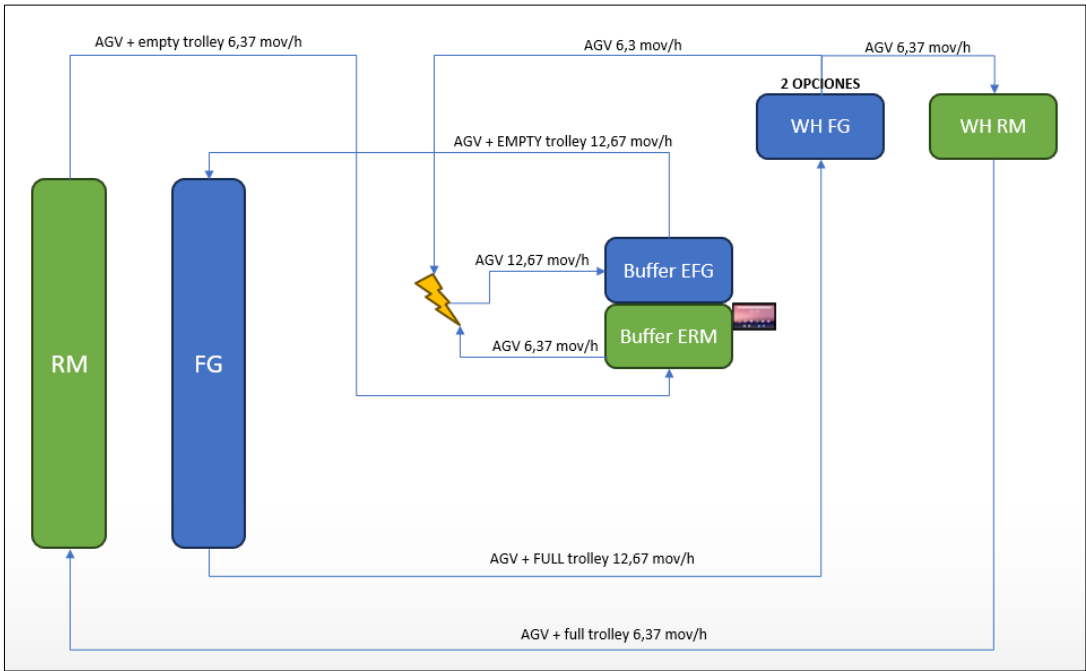 AGV + empty trolley 6,37 mov/h
AGV 6,3 mov/h
AGV 6,37 mov/h
2 OPCIONES
WH FG
WH RM
AGV + EMPTY trolley 12,67 mov/h
Buffer EFG
AGV 12,67 mov/h
Buffer ERM
AGV 6,37 mov/h
RM
FG
AGV + FULL trolley 12,67 mov/h
AGV + full trolley 6,37 mov/h